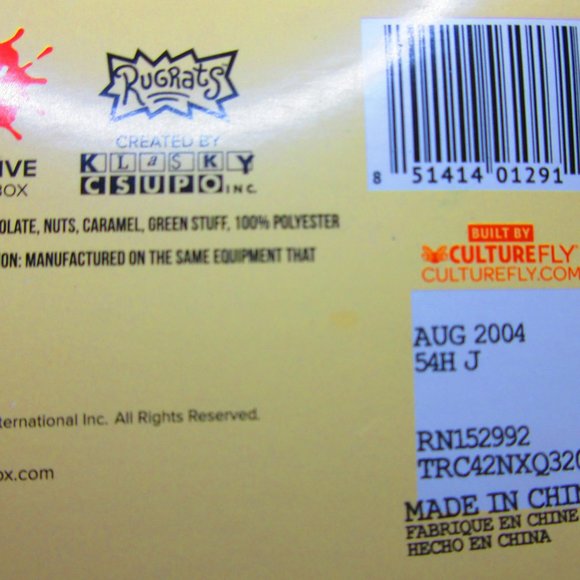 RUGRATS
CREATED BY
KLaSKY
CSUPO INC.
IVE
BOX
OLATE, NUTS, CARAMEL, GREEN STUFF, 100% POLYESTER
ON: MANUFACTURED ON THE SAME EQUIPMENT THAT
ternational Inc. All Rights Reserved.
ox.com
8 51414 01291
BUILT BY
CULTUREFLY
CULTUREFLY.COM
AUG 2004
54H J
RN152992
TRC42NXQ320
MADE IN CHIN
FABRIQUE EN CHINE
HECHO EN CHINA